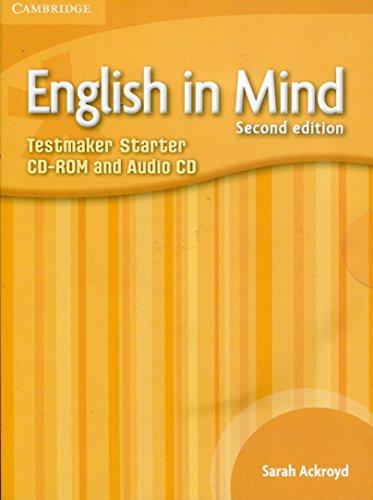 CAMBRIDGE
English in Mind
Second edition
Testmaker Starter
CD-ROM and Audio CD
Sarah Ackroyd